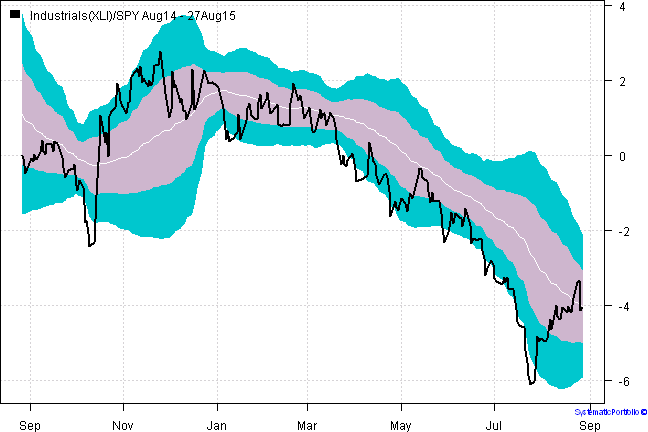 Industrials(XLI)/SPY Aug14 - 27Aug15
4
2
0
-2
-4
-6
Sep Nov Jan Mar May Jul Sep
SystematicPortfolio ©